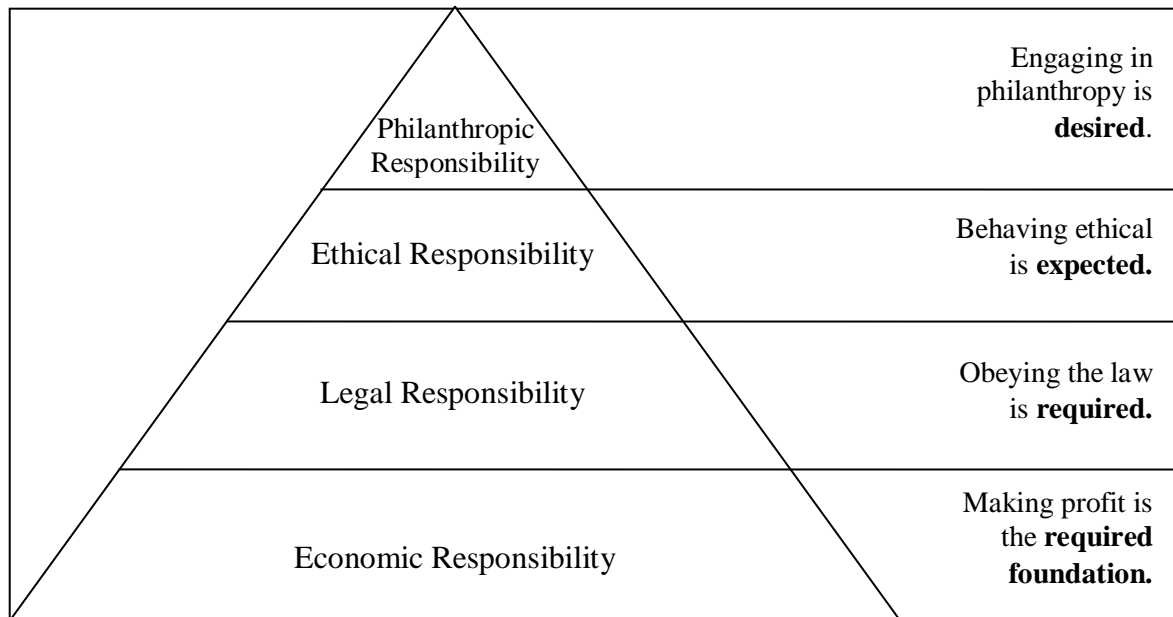 Philanthropic
Responsibility
Engaging in
philanthropy is
desired.
Ethical Responsibility
Behaving ethical
is expected.
Legal Responsibility
Obeying the law
is required.
Economic Responsibility
Making profit is
the required
foundation.